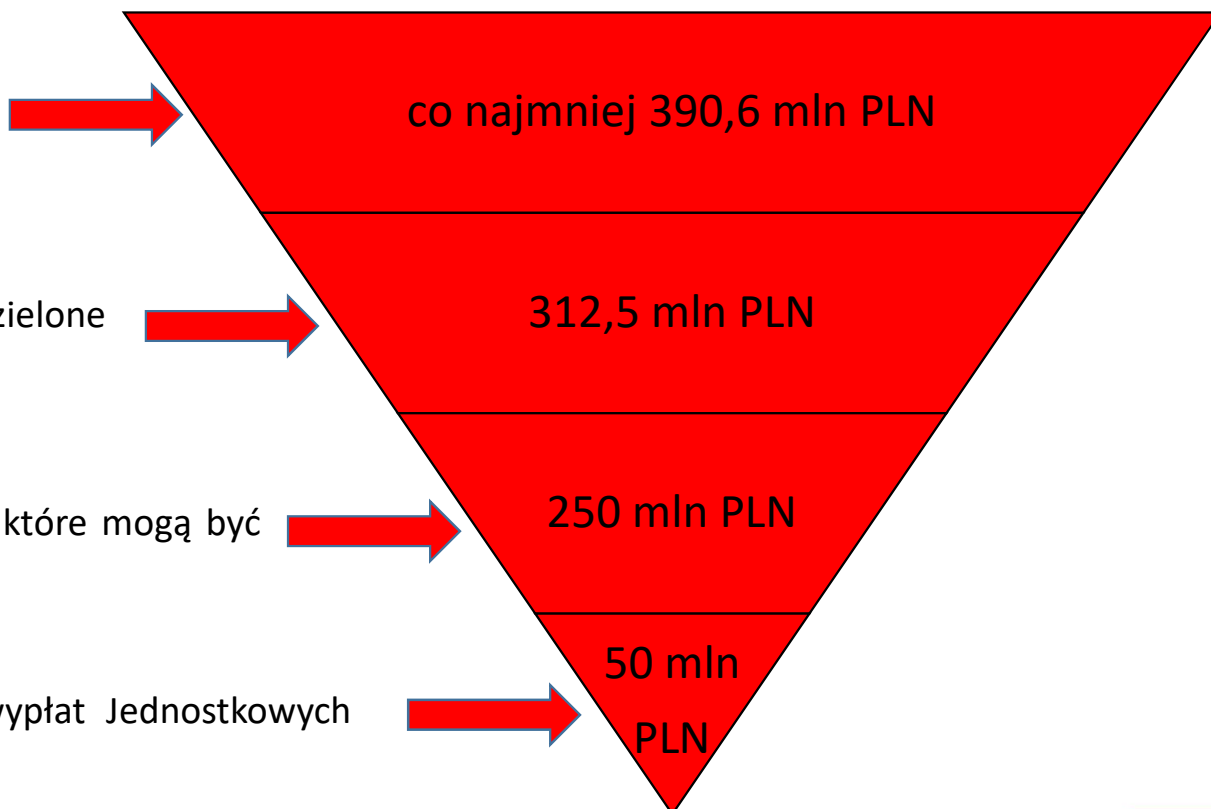 co najmniej 390,6 mln PLN
zielone
312,5 mln PLN
które mogą być
250 mln PLN
50 mln
PLN
wypłat Jednostkowych